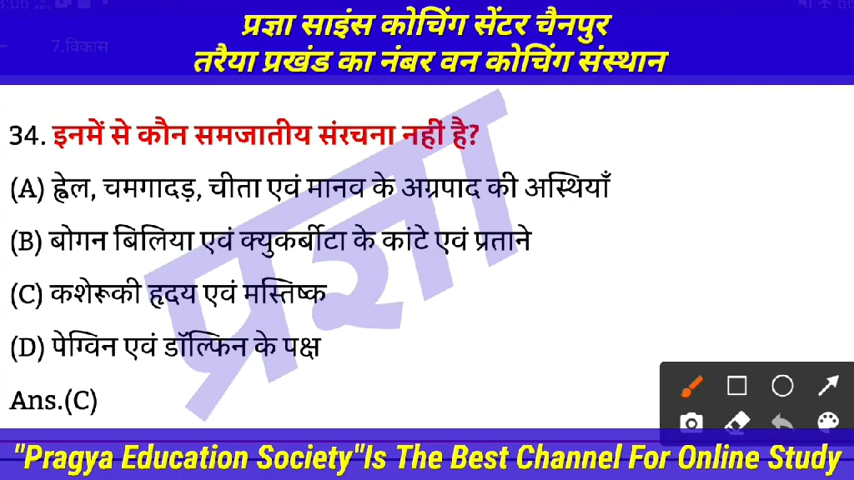 प्रज्ञा साइंस कोचिंग सेंटर चैनपुर
तरैया प्रखंड का नंबर वन कोचिंग संस्थान
7.विकास
34. इनमें से कौन समजातीय संरचना नहीं है?
(A) ह्वेल, चमगादड़, चीता एवं मानव के अग्रपाद की अस्थियाँ
(B) बोगन बिलिया एवं क्युकर्बीटा के कांटे एवं प्रताने
(C) कशेरूकी हृदय एवं मस्तिष्क
(D) पेंग्विन एवं डॉल्फिन के पक्ष
Ans.(C)
प्रज्ञा
"Pragya Education Society"Is The Best Channel For Online Study